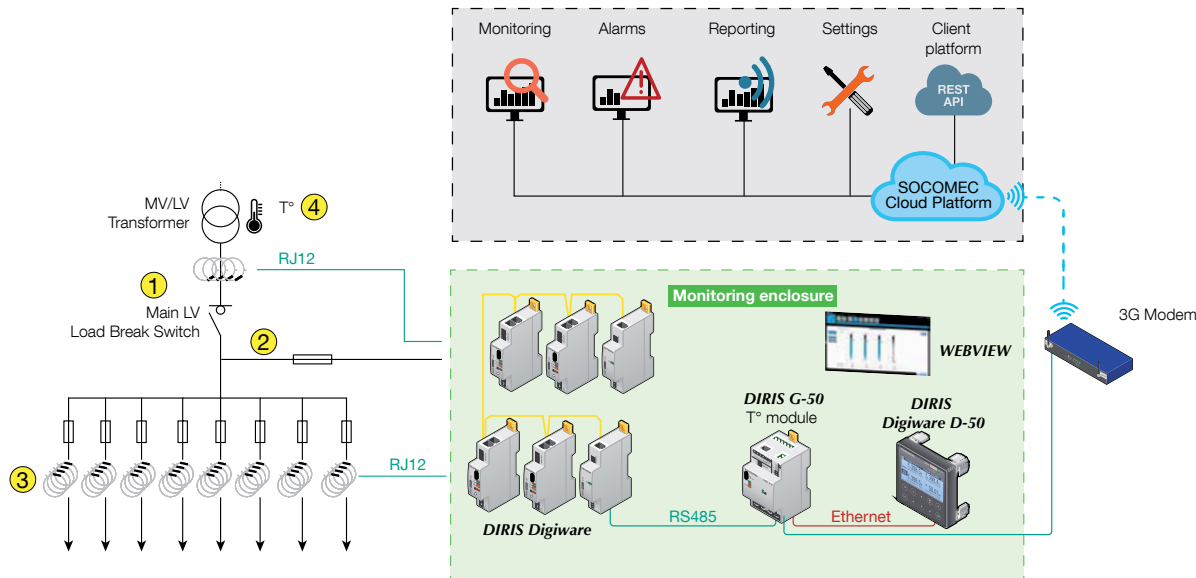 Monitoring
Alarms
Reporting
Settings
Client
platform
REST
API
SOCOMEC
Cloud Platform
MV/LV
Transformer
T°
4
RJ12
1
Main LV
Load Break Switch
2
3
RJ12
Monitoring enclosure
WEBVIEW
3G Modem
DIRIS G-50
T° module
DIRIS
Digiware D-50
DIRIS Digiware
RS485
Ethernet